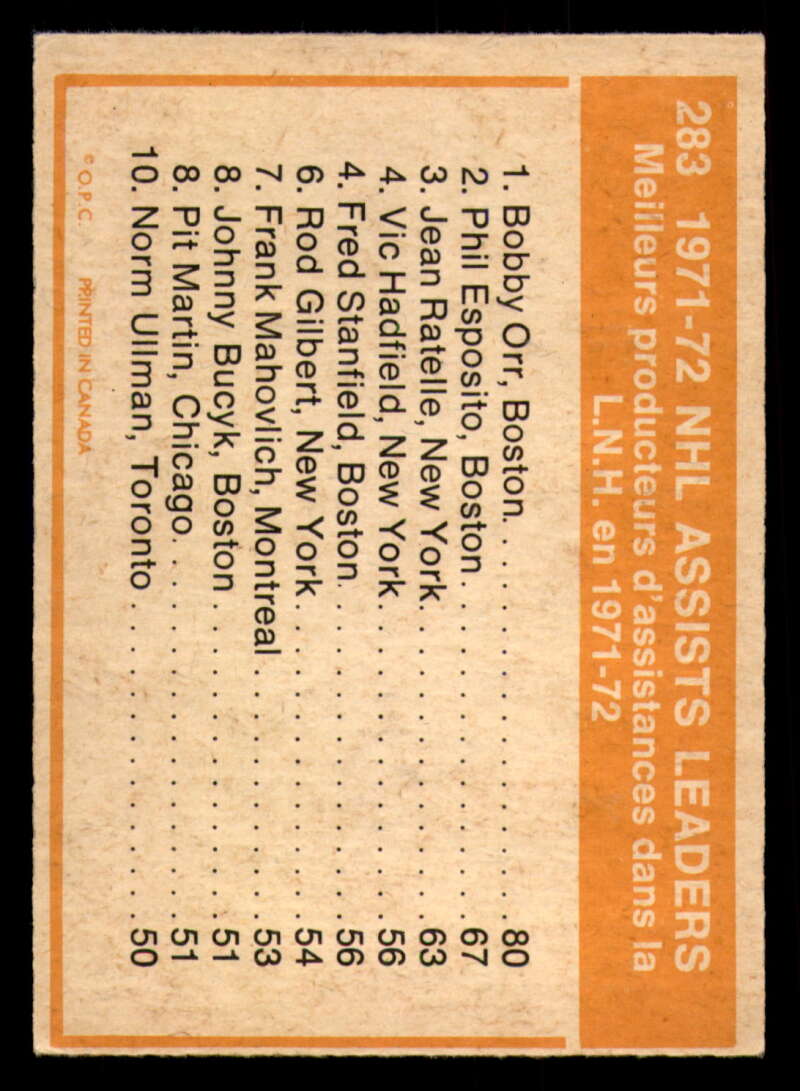 283 1971-72 NHL ASSISTS LEADERS
Meilleurs producteurs d'assistances dans la
L.N.H. en 1971-72
1. Bobby Orr, Boston. . . . . . . . . . . . . . . . . . 80
2. Phil Esposito, Boston. . . . . . . . . . . . . . . . 67
3. Jean Ratelle, New York. . . . . . . . . . . . . . . 63
4. Vic Hadfield, New York. . . . . . . . . . . . . . . 56
4. Fred Stanfield, Boston. . . . . . . . . . . . . . . 56
6. Rod Gilbert, New York. . . . . . . . . . . . . . . 54
7. Frank Mahovlich, Montreal . . . . . . . . . . . . 53
8. Johnny Bucyk, Boston . . . . . . . . . . . . . . . 51
8. Pit Martin, Chicago. . . . . . . . . . . . . . . . . 51
10. Norm Ullman, Toronto . . . . . . . . . . . . . . . 50
© O.P.C. PRINTED IN CANADA